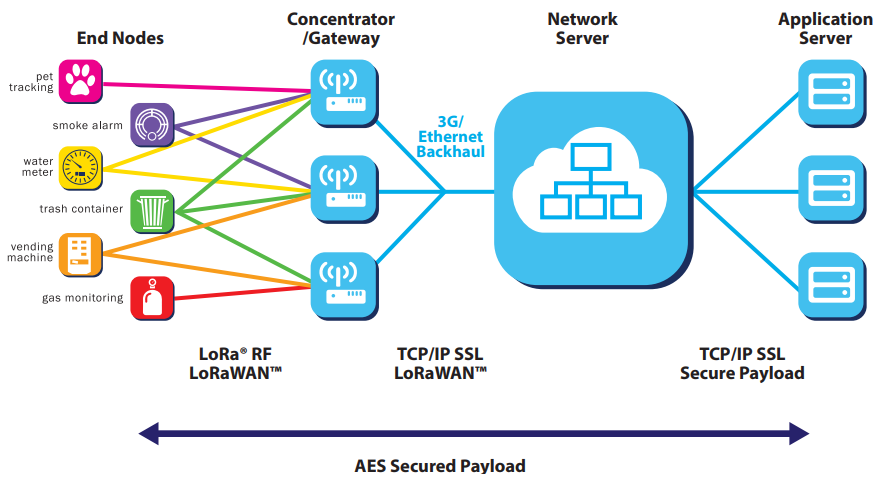 End Nodes
Concentrator
/Gateway
Network
Server
Application
Server
pet
tracking
smoke alarm
water
meter
trash container
vending
machine
gas monitoring
3G/
Ethernet
Backhaul
LoRa® RF
LoRaWAN™
TCP/IP SSL
LoRaWAN™
TCP/IP SSL
Secure Payload
AES Secured Payload